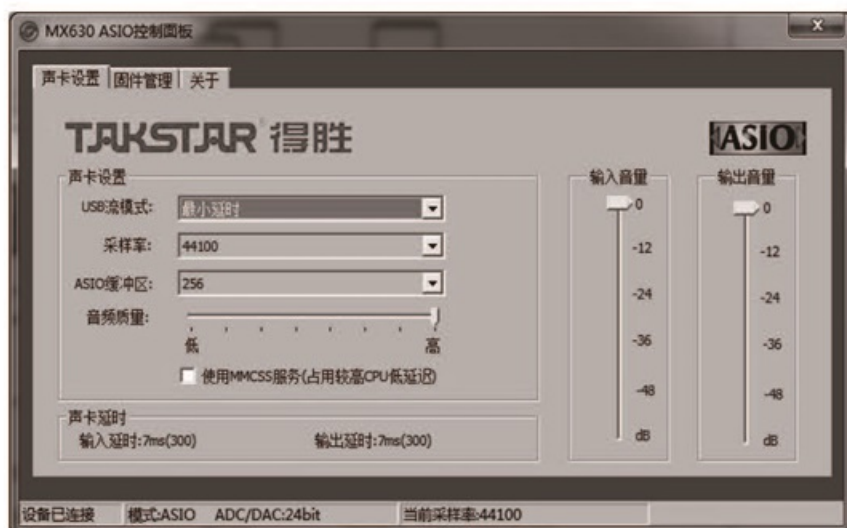 MX630 ASIO控制面板
声卡设置 固件管理 关于
TAKSTAR®得胜
ASIO
声卡设置
USB流模式: 最小延时
采样率: 44100
ASIO缓冲区: 256
音频质量:
低 高
使用MMCSS服务(占用较高CPU低延迟)
声卡延时
输入延时:7ms(300) 输出延时:7ms(300)
输入音量
0
-12
-24
-36
-48
dB
输出音量
0
-12
-24
-36
-48
dB
设备已连接 模式:ASIO ADC/DAC:24bit 当前采样率:44100